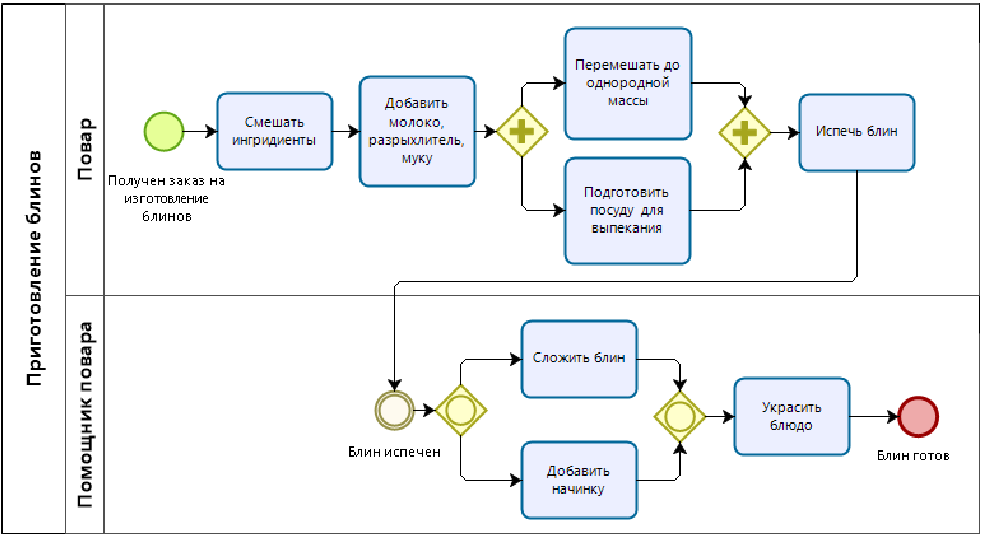 Приготовление блинов
Повар
Получен заказ на
изготовление
блинов
Смешать
ингридиенты
Добавить
молоко,
разрыхлитель,
муку
Перемешать до
однородной
массы
Подготовить
посуду для
выпекания
Испечь блин
Помощник повара
Блин испечен
Сложить блин
Добавить
начинку
Украсить
блюдо
Блин готов